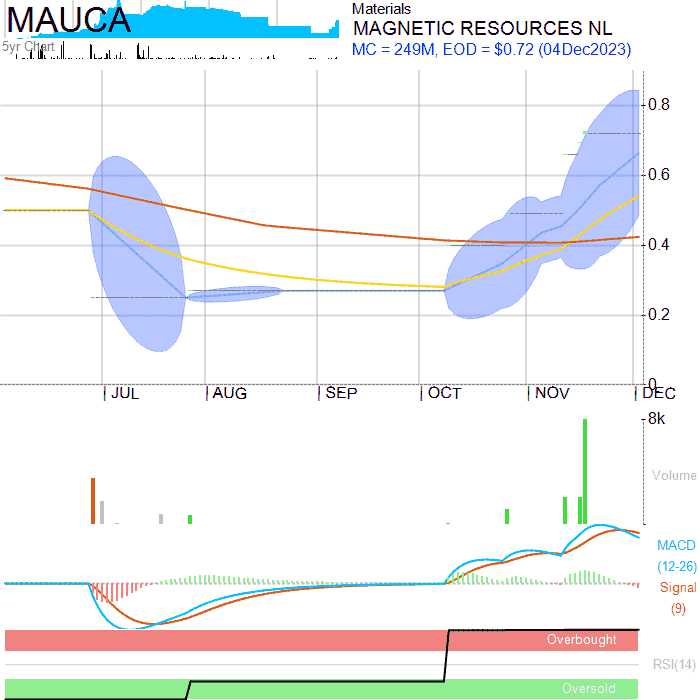 MAUCA
5yr Chart
Materials
MAGNETIC RESOURCES NL
MC = 249M, EOD = $0.72 (04Dec2023)
0.8
0.6
0.4
0.2
0
JUL AUG SEP OCT NOV DEC
8k
Volume
MACD
(12-26)
Signal
(9)
Overbought
RSI(14)
Oversold